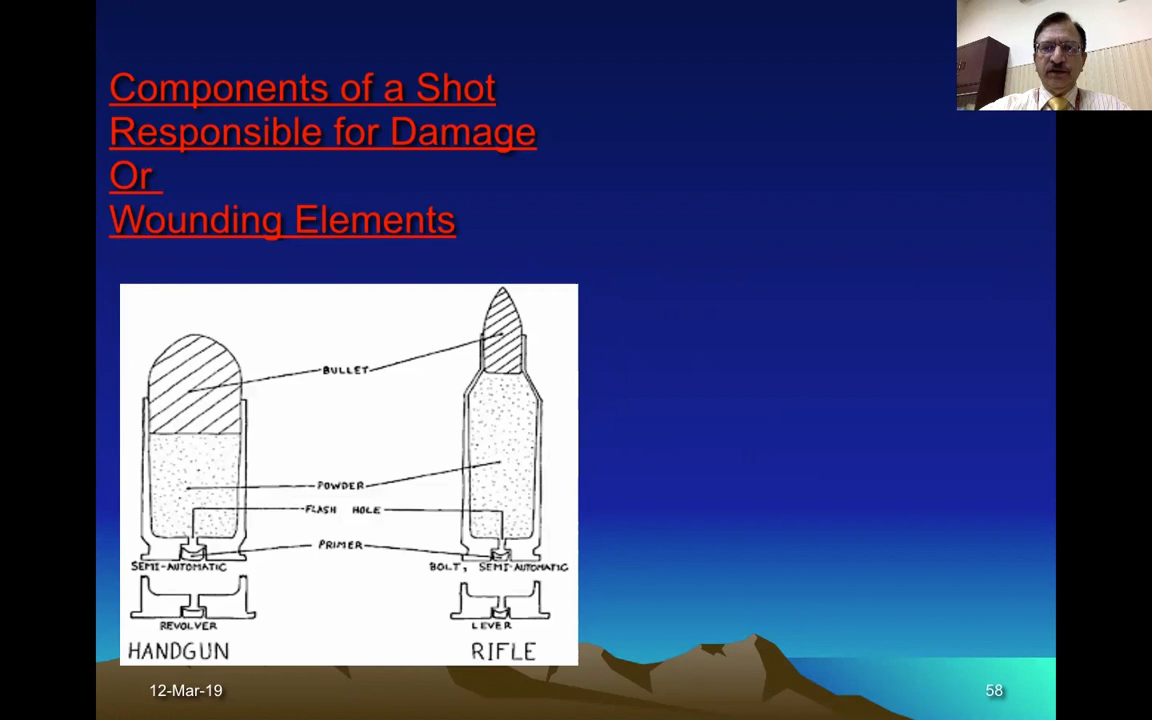 Components of a Shot
Responsible for Damage
Or
Wounding Elements
BULLET
POWDER
FLASH HOLE
PRIMER
SEMI-AUTOMATIC
BOLT, SEMI-AUTOMATIC
REVOLVER
LEVER
HANDGUN
RIFLE
12-Mar-19
58